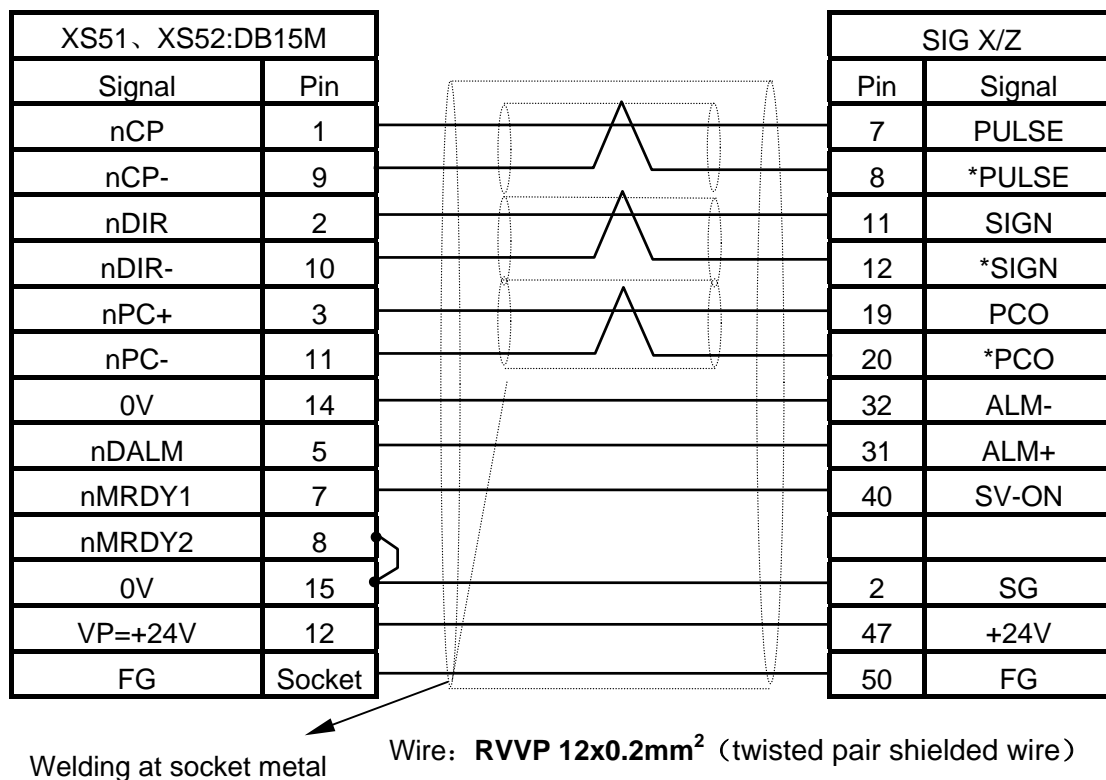 XS51、XS52:DB15M SIG X/Z
Signal Pin Pin Signal
nCP 1 7 PULSE
nCP- 9 8 *PULSE
nDIR 2 11 SIGN
nDIR- 10 12 *SIGN
nPC+ 3 19 PCO
nPC- 11 20 *PCO
0V 14 32 ALM-
nDALM 5 31 ALM+
nMRDY1 7 40 SV-ON
nMRDY2 8
0V 15 2 SG
VP=+24V 12 47 +24V
FG Socket 50 FG
Welding at socket metal
Wire：RVVP 12x0.2mm²（twisted pair shielded wire）